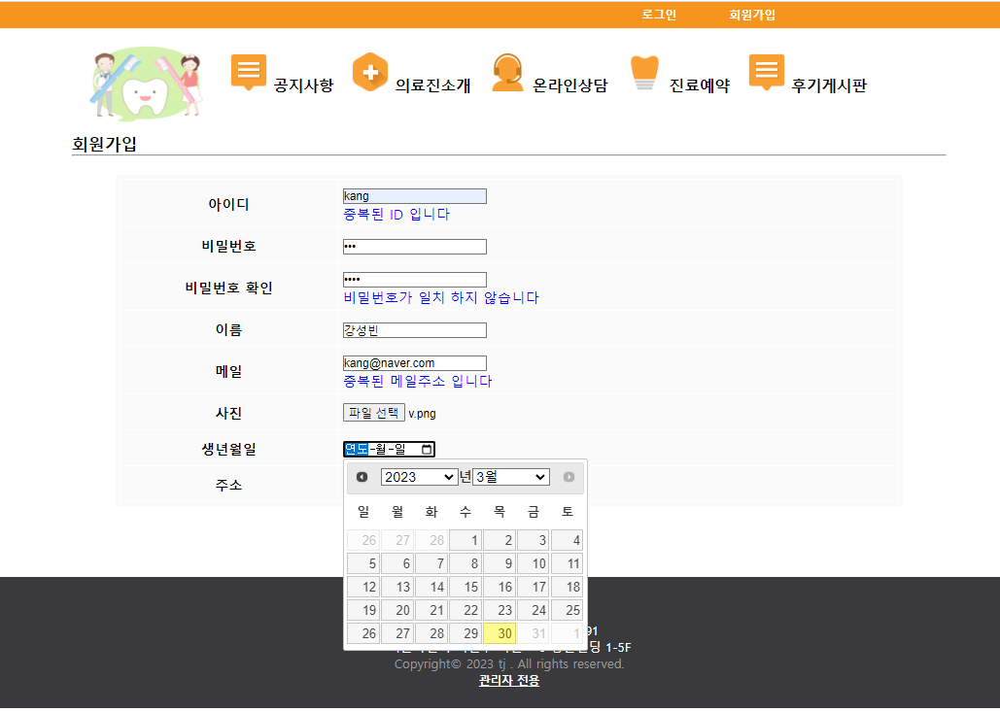 로그인 회원가입
공지사항 의료진소개 온라인상담 진료예약 후기게시판
회원가입
아이디 kang
중복된 ID 입니다
비밀번호 •••
비밀번호 확인 ••••
비밀번호가 일치 하지 않습니다
이름 강성빈
메일 kang@naver.com
중복된 메일주소 입니다
사진 파일 선택 v.png
생년월일 연도-월-일
주소
2023 년 3월
일 월 화 수 목 금 토
26 27 28 1 2 3 4
5 6 7 8 9 10 11
12 13 14 15 16 17 18
19 20 21 22 23 24 25
26 27 28 29 30 31 1
91
1-5F
Copyright© 2023 tj . All rights reserved.
관리자 전용